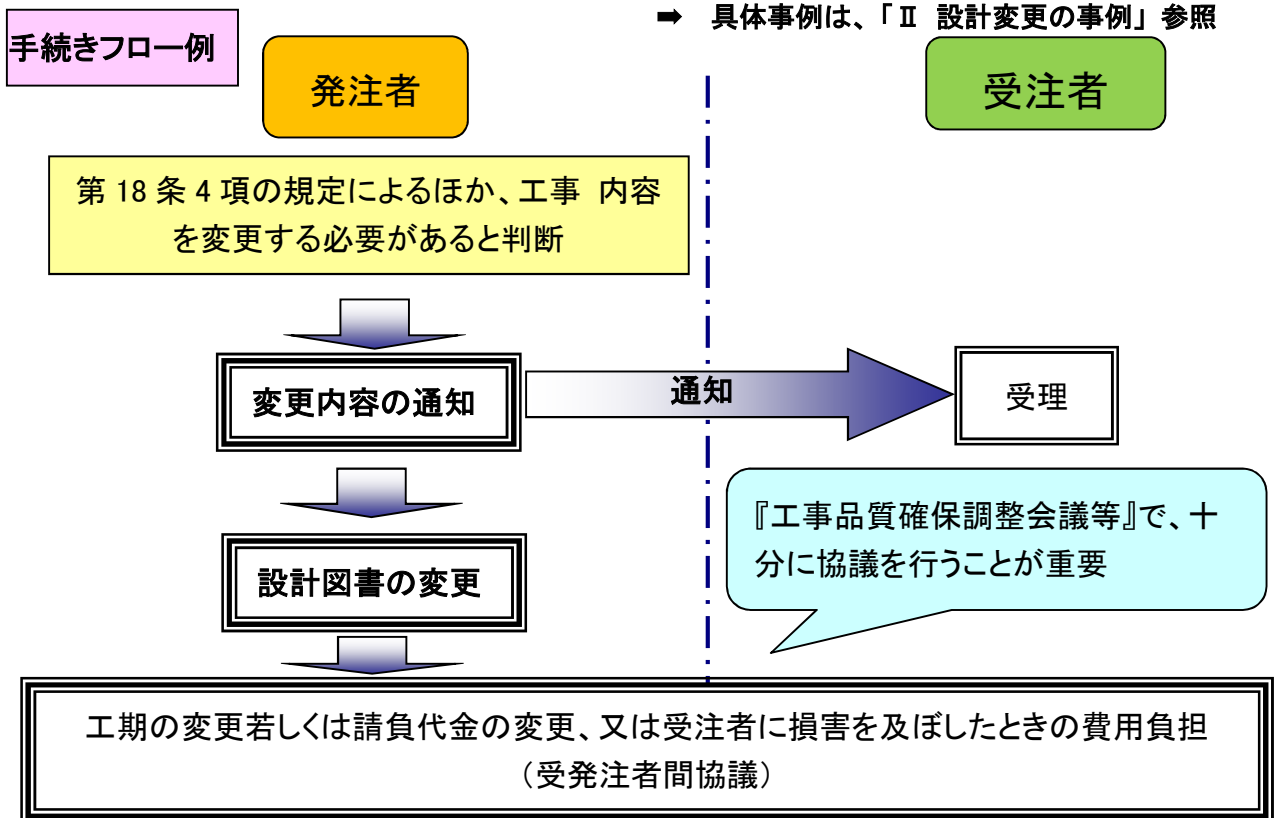 ➡ 具体事例は、「Ⅱ 設計変更の事例」参照
手続きフロー例
発注者
受注者
第 18 条 4 項の規定によるほか、工事 内容
を変更する必要があると判断
変更内容の通知
通知
受理
『工事品質確保調整会議等』で、十
分に協議を行うことが重要
設計図書の変更
工期の変更若しくは請負代金の変更、又は受注者に損害を及ぼしたときの費用負担
（受発注者間協議）